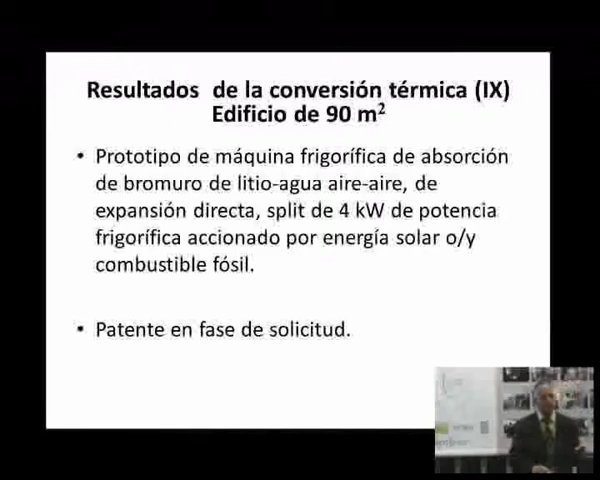 Resultados de la conversión térmica (IX)
Edificio de 90 m²
• Prototipo de máquina frigorífica de absorción
de bromuro de litio-agua aire-aire, de
expansión directa, split de 4 kW de potencia
frigorífica accionado por energía solar o/y
combustible fósil.
• Patente en fase de solicitud.